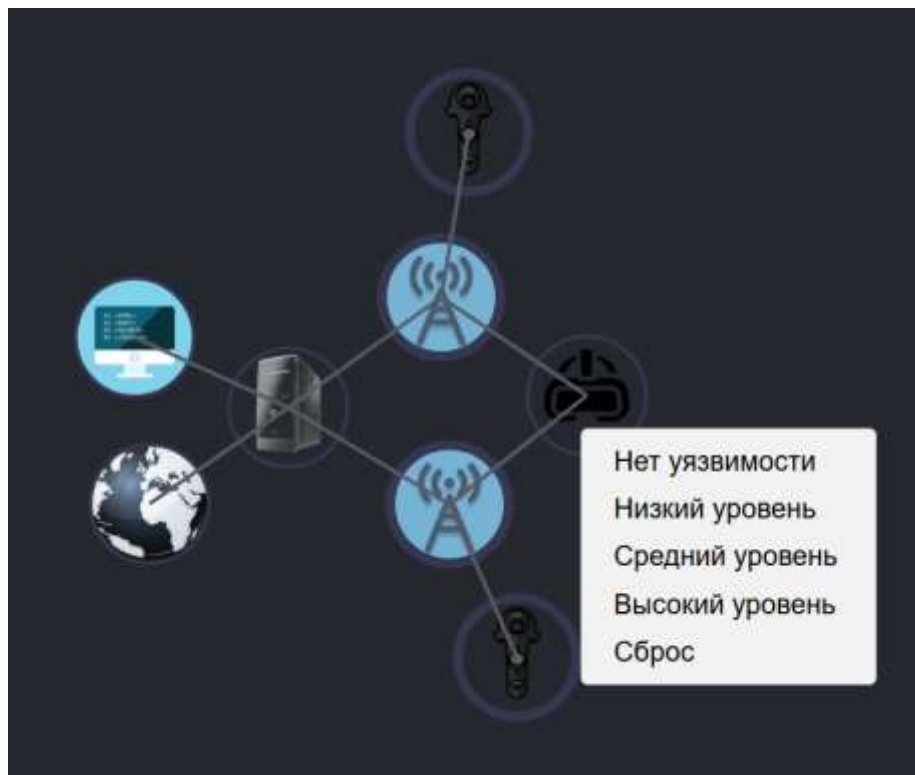 Нет уязвимости
Низкий уровень
Средний уровень
Высокий уровень
Сброс